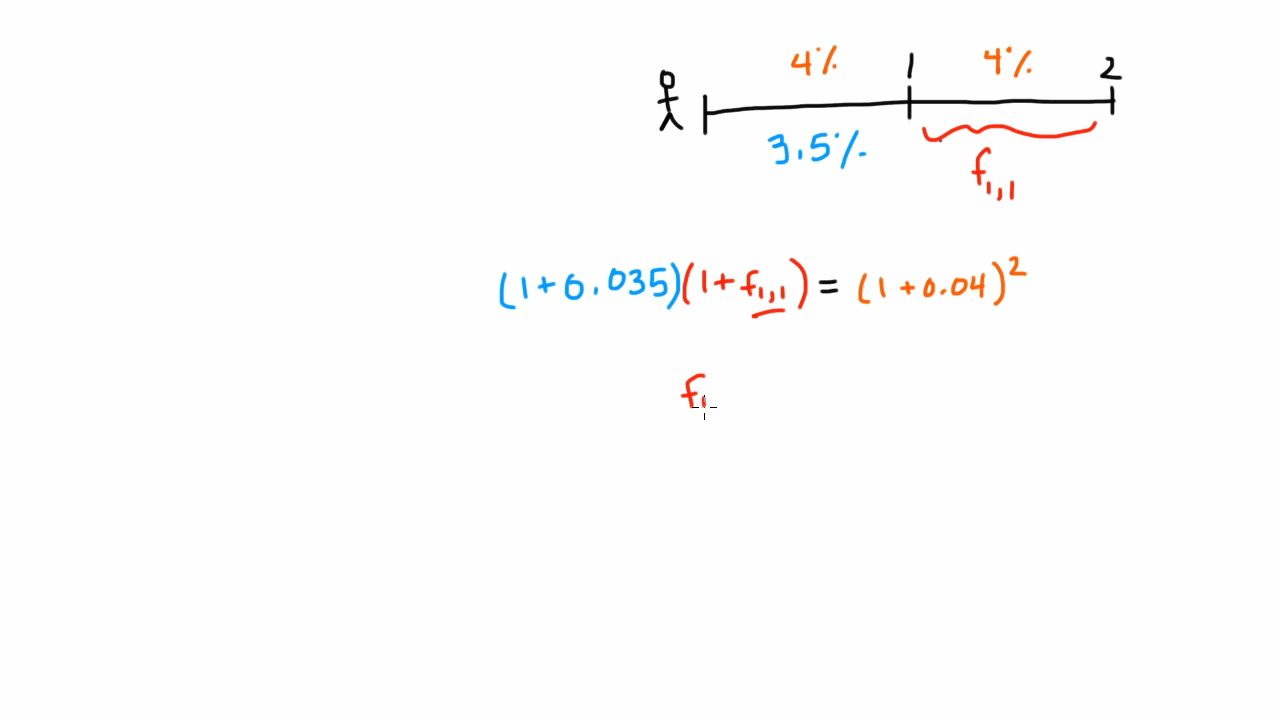 4% 1 4% 2
3.5%
f1,1
(1+0.035)(1+f1,1) = (1+0.04)²
f1